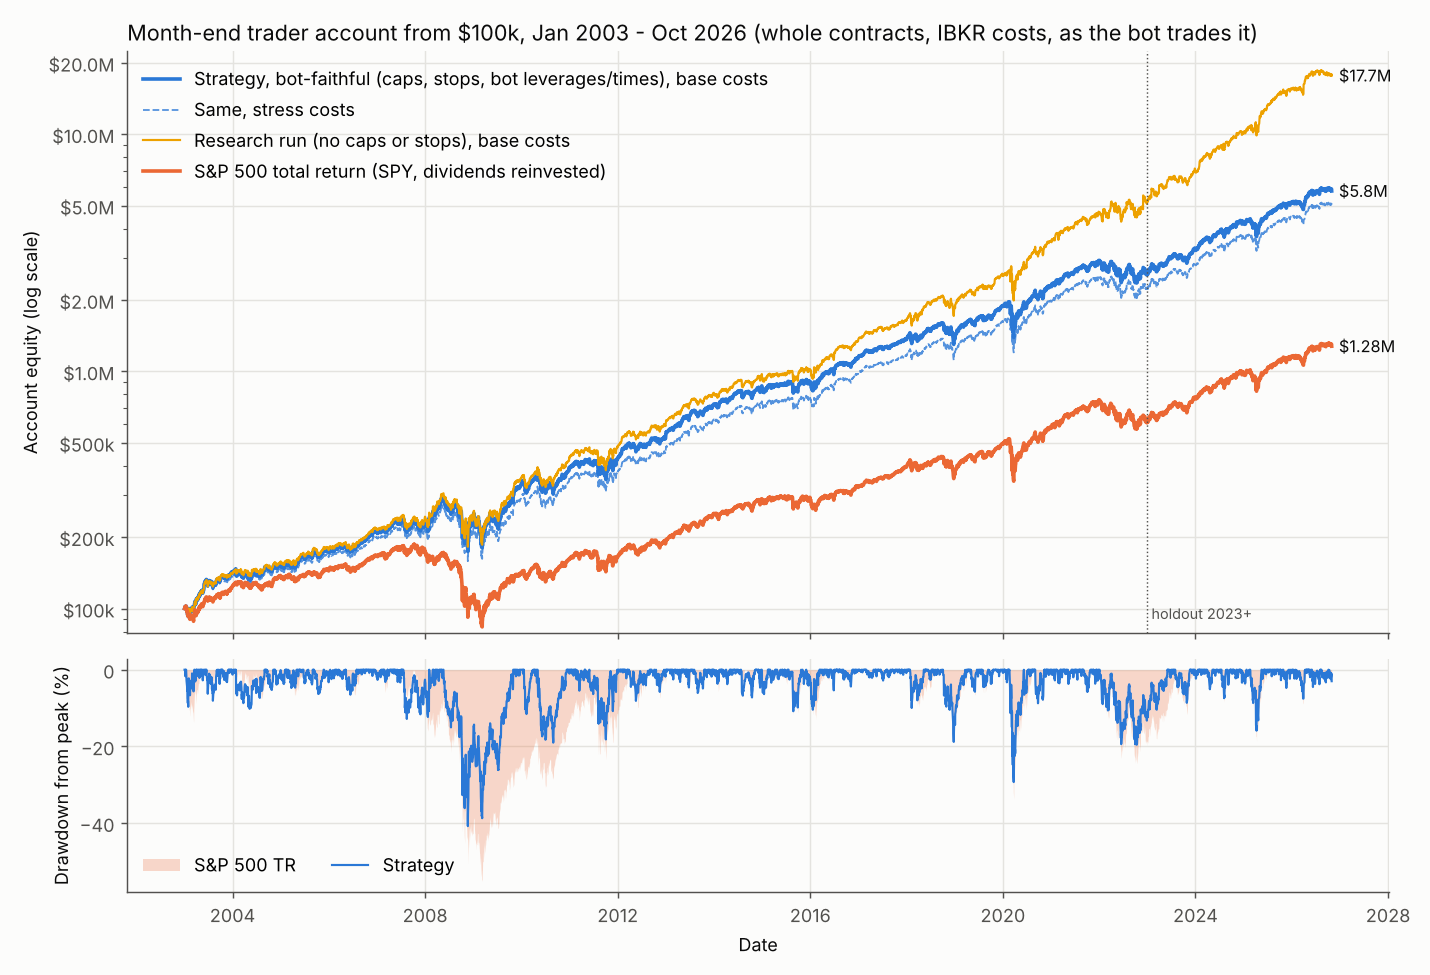 Month-end trader account from $100k, Jan 2003 - Oct 2026 (whole contracts, IBKR costs, as the bot trades it)
Strategy, bot-faithful (caps, stops, bot leverages/times), base costs
Same, stress costs
Research run (no caps or stops), base costs
S&P 500 total return (SPY, dividends reinvested)
Account equity (log scale)
$20.0M
$10.0M
$5.0M
$2.0M
$1.0M
$500k
$200k
$100k
$17.7M
$5.8M
$1.28M
holdout 2023+
Drawdown from peak (%)
0
−20
−40
S&P 500 TR
Strategy
2004
2008
2012
2016
2020
2024
2028
Date